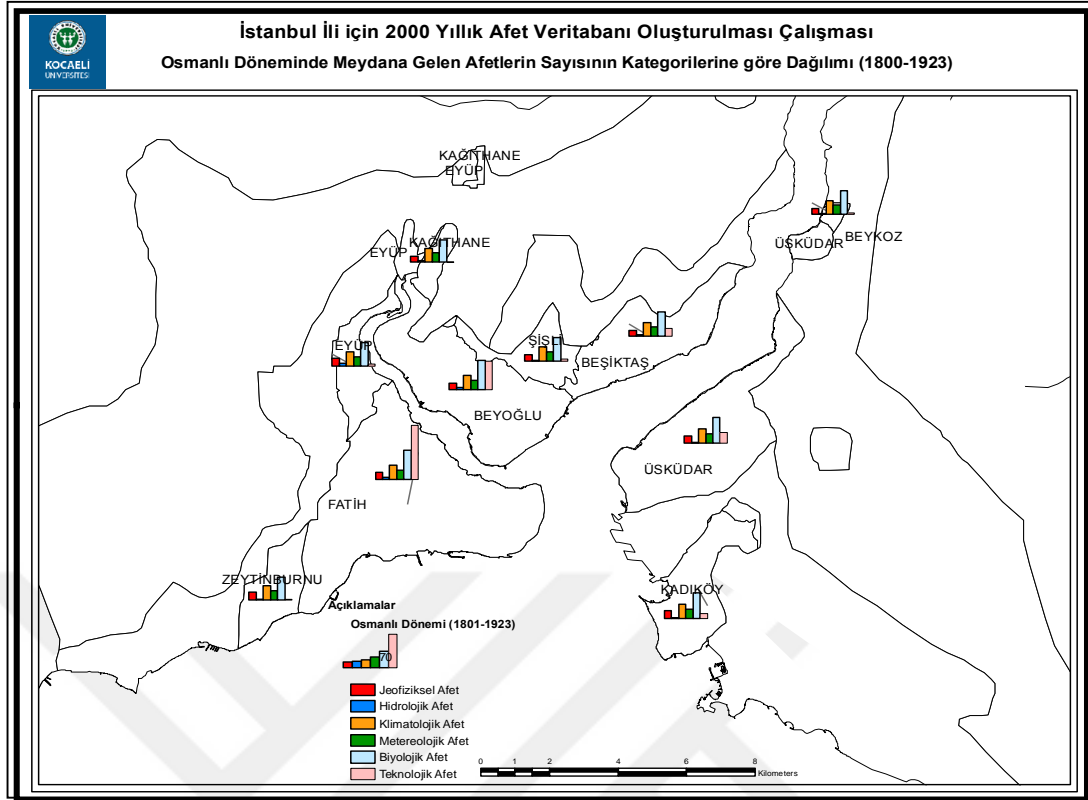 KOCAELİ
ÜNİVERSİTESİ
İstanbul İli için 2000 Yıllık Afet Veritabanı Oluşturulması Çalışması
Osmanlı Döneminde Meydana Gelen Afetlerin Sayısının Kategorilerine göre Dağılımı (1800-1923)
KAĞITHANE
EYÜP
ÜSKÜDAR
BEYKOZ
EYÜP
KAĞITHANE
EYÜP
ŞİŞLİ
BEŞİKTAŞ
BEYOĞLU
ÜSKÜDAR
FATİH
ZEYTİNBURNU
KADIKÖY
Açıklamalar
Osmanlı Dönemi (1801-1923)
70
Jeofiziksel Afet
Hidrolojik Afet
Klimatolojik Afet
Metereolojik Afet
Biyolojik Afet
Teknolojik Afet
0 1 2 4 6 8
Kilometers